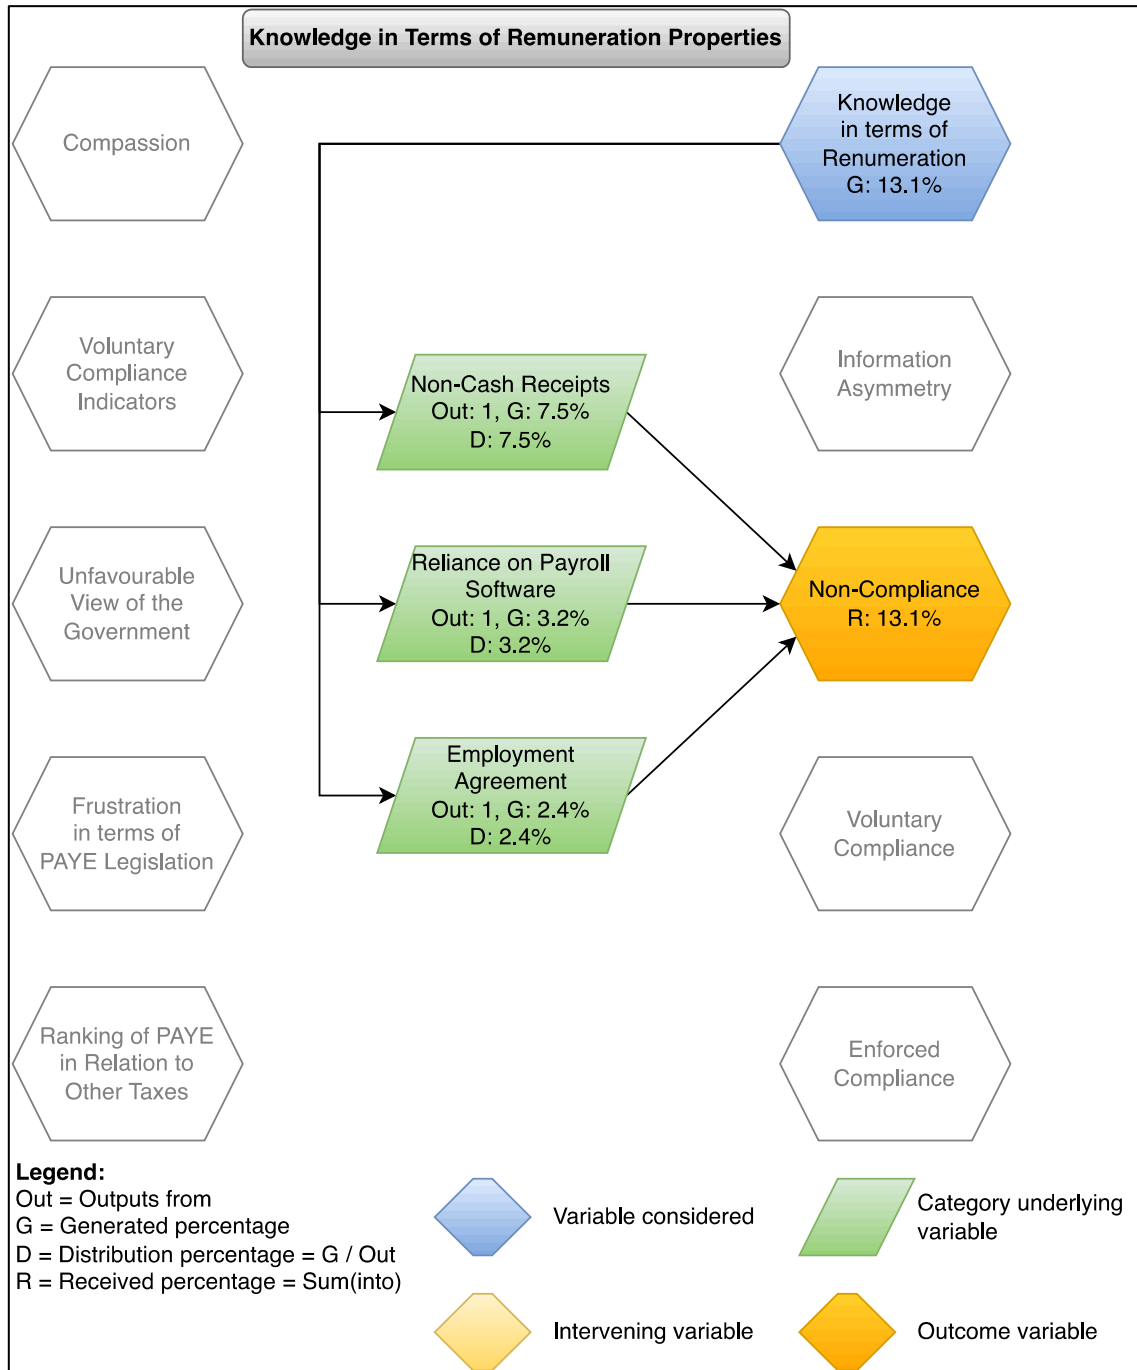 Knowledge in Terms of Remuneration Properties
Compassion
Knowledge
in terms of
Renumeration
G: 13.1%
Voluntary
Compliance
Indicators
Non-Cash Receipts
Out: 1, G: 7.5%
D: 7.5%
Information
Asymmetry
Unfavourable
View of the
Government
Reliance on Payroll
Software
Out: 1, G: 3.2%
D: 3.2%
Non-Compliance
R: 13.1%
Frustration
in terms of
PAYE Legislation
Employment
Agreement
Out: 1, G: 2.4%
D: 2.4%
Voluntary
Compliance
Ranking of PAYE
in Relation to
Other Taxes
Enforced
Compliance
Legend:
Out = Outputs from
G = Generated percentage
D = Distribution percentage = G / Out
R = Received percentage = Sum(into)
Variable considered
Category underlying
variable
Intervening variable
Outcome variable